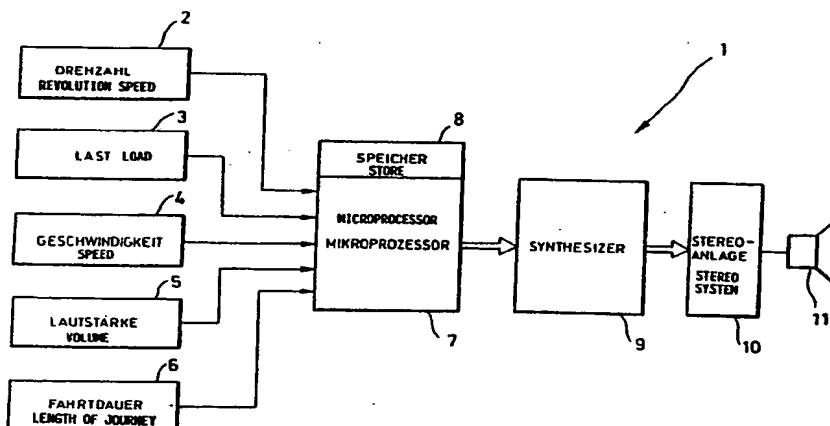 2
DREHZAHL
REVOLUTION SPEED
3
LAST LOAD
4
GESCHWINDIGKEIT
SPEED
5
LAUTSTÄRKE
VOLUME
6
FAHRTDAUER
LENGTH OF JOURNEY
8
SPEICHER
STORE
MICROPROCESSOR
MIKROPROZESSOR
7
1
SYNTHESIZER
9
STEREO-
ANLAGE
STEREO
SYSTEM
10
11